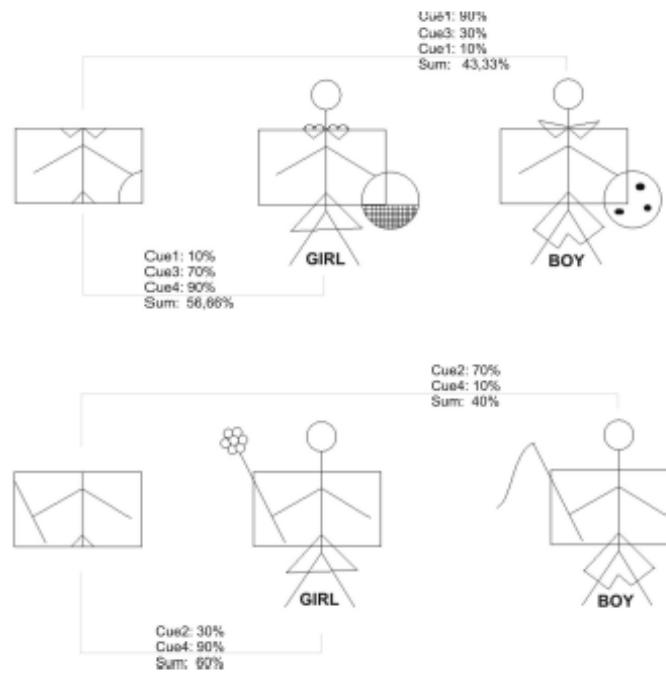 Cue1: 90%
Cue3: 30%
Cue1: 10%
Sum: 43,33%
GIRL
BOY
Cue1: 10%
Cue3: 70%
Cue4: 90%
Sum: 56,66%
Cue2: 70%
Cue4: 10%
Sum: 40%
GIRL
BOY
Cue2: 30%
Cue4: 90%
Sum: 60%